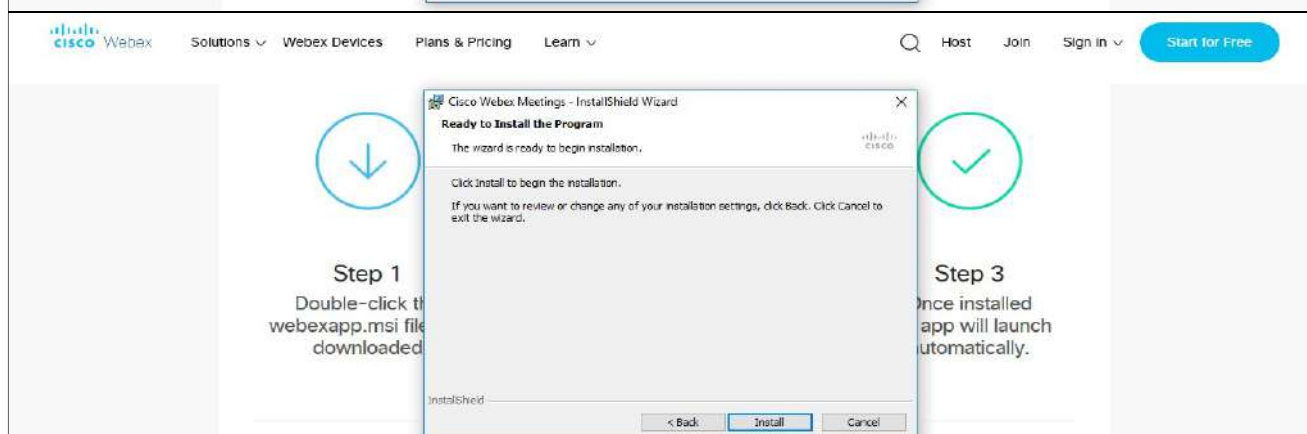 CISCO Webex Solutions Webex Devices Plans & Pricing Learn Host Join Sign in Start for Free
Cisco Webex Meetings - InstallShield Wizard
Ready to Install the Program
The wizard is ready to begin installation.
CISCO
Click Install to begin the installation.
If you want to review or change any of your installation settings, click Back. Click Cancel to
exit the wizard.
Step 1
Double-click th
webexapp.msi file
downloaded
Step 3
Once installed
app will launch
automatically.
InstallShield
< Back Install Cancel